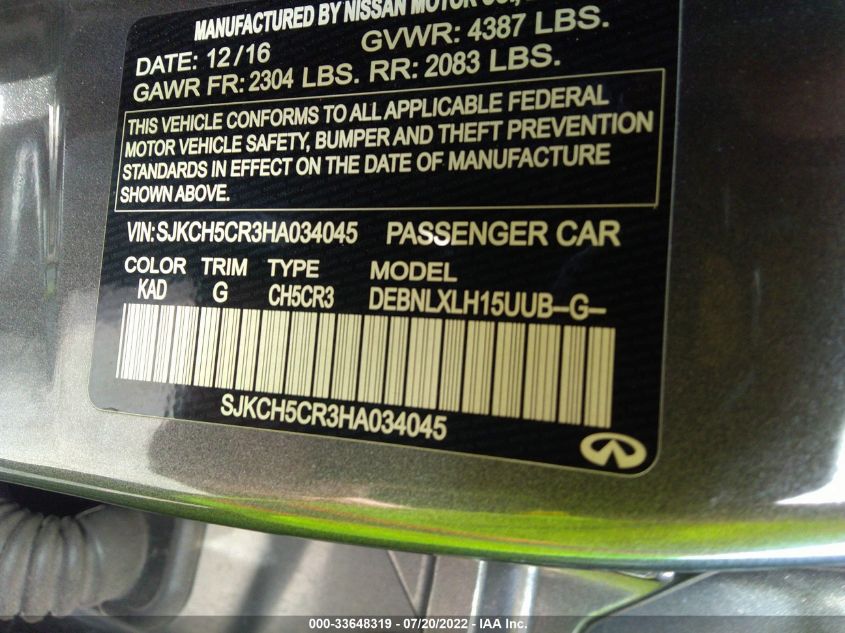 MANUFACTURED BY NISSAN MOTOR
DATE: 12/16 GVWR: 4387 LBS.
GAWR FR: 2304 LBS. RR: 2083 LBS.
THIS VEHICLE CONFORMS TO ALL APPLICABLE FEDERAL
MOTOR VEHICLE SAFETY, BUMPER AND THEFT PREVENTION
STANDARDS IN EFFECT ON THE DATE OF MANUFACTURE
SHOWN ABOVE.
VIN: SJKCH5CR3HA034045 PASSENGER CAR
COLOR TRIM TYPE MODEL
KAD G CH5CR3 DEBNLXLH15UUB–G–
SJKCH5CR3HA034045
000-33648319 - 07/20/2022 - IAA Inc.